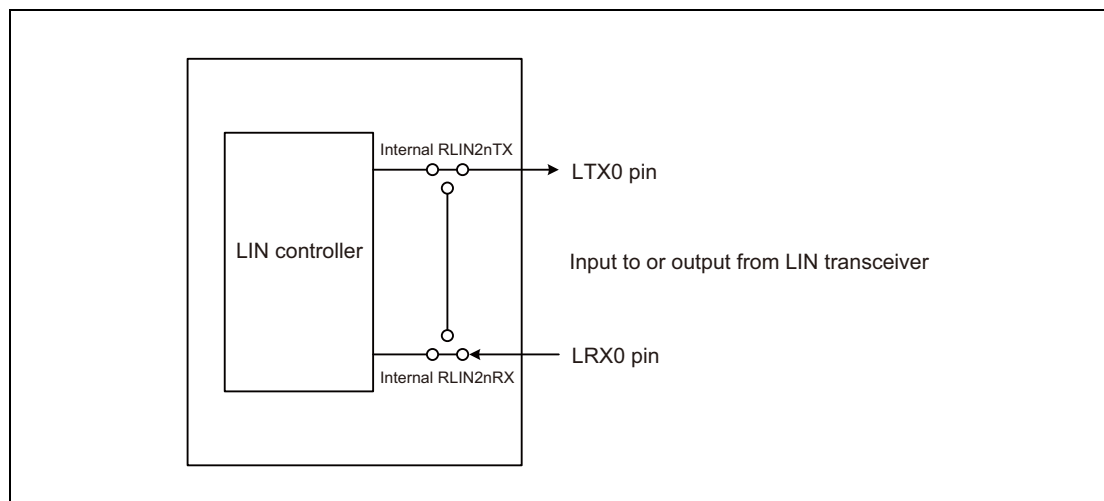 Internal RLIN2nTX
LTX0 pin
LIN controller
Input to or output from LIN transceiver
LRX0 pin
Internal RLIN2nRX